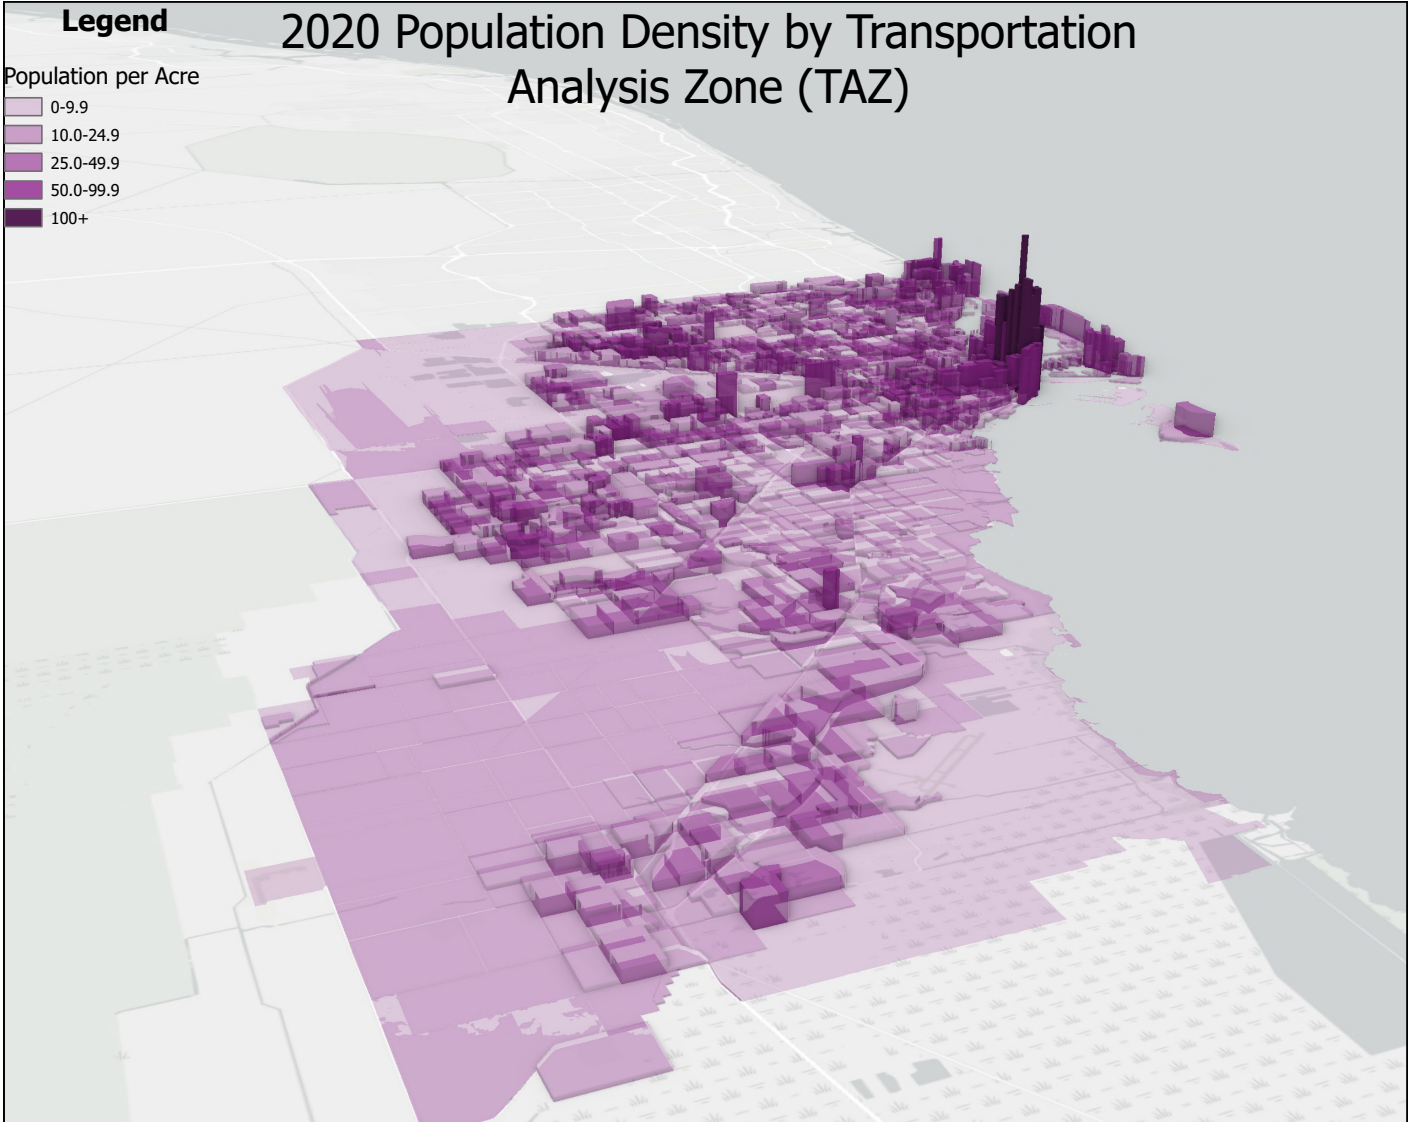 Legend
2020 Population Density by Transportation
Analysis Zone (TAZ)
Population per Acre
0-9.9
10.0-24.9
25.0-49.9
50.0-99.9
100+